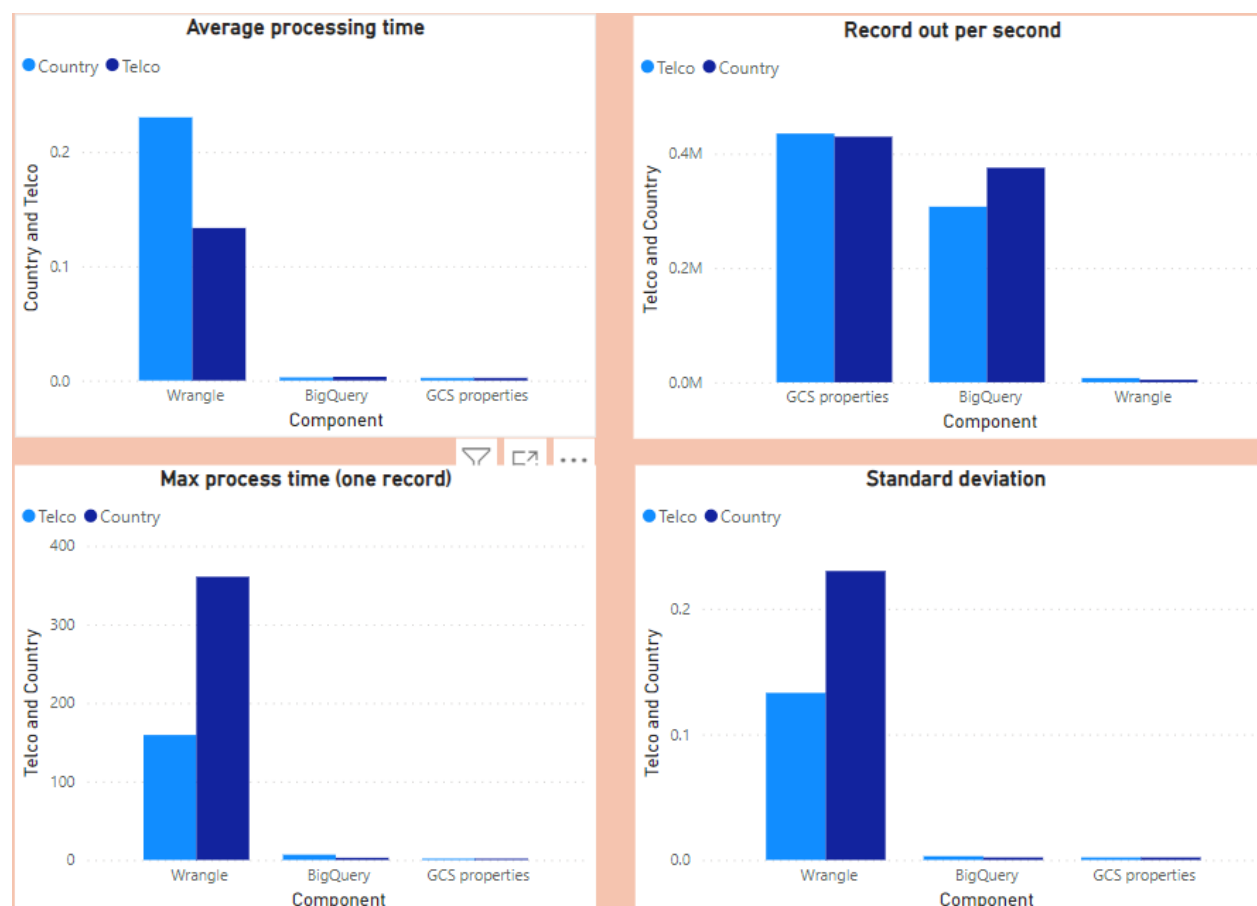 Average processing time
Country Telco
Country and Telco
0.2
0.1
0.0
Wrangle BigQuery GCS properties
Component
Record out per second
Telco Country
Telco and Country
0.4M
0.2M
0.0M
GCS properties BigQuery Wrangle
Component
Max process time (one record)
Telco Country
Telco and Country
400
300
200
100
0
Wrangle BigQuery GCS properties
Component
Standard deviation
Telco Country
Telco and Country
0.2
0.1
0.0
Wrangle BigQuery GCS properties
Component